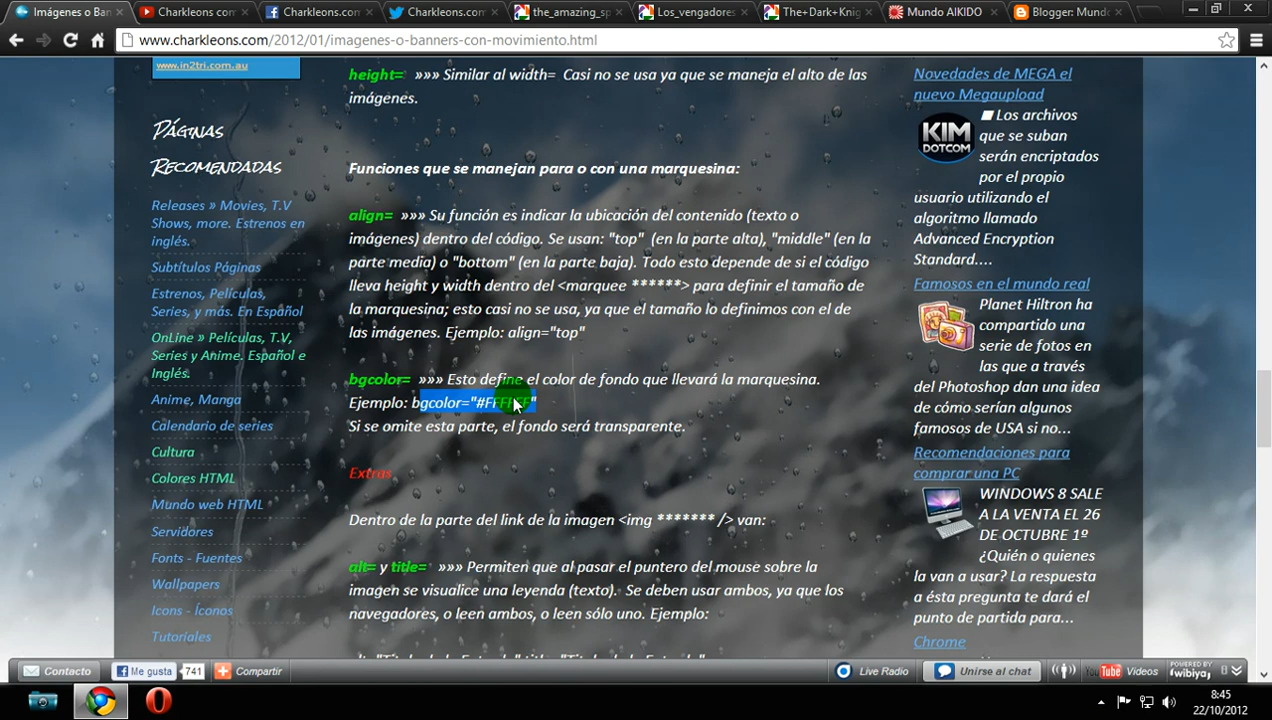 Imágenes o Ban
Charkleons.com
Charkleons.com
Charkleons.com
the_amazing_sp
Los_vengadores
The+Dark+Knig
Mundo AIKIDO
Blogger: Mundo
www.charkleons.com/2012/01/imagenes-o-banners-con-movimiento.html
www.in2tri.com.au
Páginas
Recomendadas
Releases » Movies, T.V
Shows, more. Estrenos en
inglés.
Subtítulos Páginas
Estrenos, Películas,
Series, y más. En Español
OnLine » Películas, T.V,
Series y Anime. Español e
Inglés.
Anime, Manga
Calendario de series
Cultura
Colores HTML
Mundo web HTML
Servidores
Fonts - Fuentes
Wallpapers
Icons - Íconos
Tutoriales
height=  »»» Similar al width=  Casi no se usa ya que se maneja el alto de las
imágenes.
Funciones que se manejan para o con una marquesina:
align=  »»» Su función es indicar la ubicación del contenido (texto o
imágenes) dentro del código. Se usan: "top"  (en la parte alta), "middle" (en la
parte media) o "bottom" (en la parte baja). Todo esto depende de si el código
lleva height y width dentro del <marquee ******> para definir el tamaño de
la marquesina; esto casi no se usa, ya que el tamaño lo definimos con el de
las imágenes. Ejemplo: align="top"
bgcolor=  »»» Esto define el color de fondo que llevará la marquesina.
Ejemplo: bgcolor="#FFFFFF"
Si se omite esta parte, el fondo será transparente.
Extras
Dentro de la parte del link de la imagen <img ******* /> van:
alt= y title=  »»» Permiten que al pasar el puntero del mouse sobre la
imagen se visualice una leyenda (texto).  Se deben usar ambos, ya que los
navegadores, o leen ambos, o leen sólo uno. Ejemplo:
Novedades de MEGA el
nuevo Megaupload
KIM
DOTCOM
Los archivos
que se suban
serán encriptados
por el propio
usuario utilizando el
algoritmo llamado
Advanced Encryption
Standard....
Famosos en el mundo real
Planet Hiltron ha
compartido una
serie de fotos en
las que a través
del Photoshop dan una idea
de cómo serían algunos
famosos de USA si no...
Recomendaciones para
comprar una PC
WINDOWS 8 SALE
A LA VENTA EL 26
DE OCTUBRE 1º
¿Quién o quienes
la van a usar? La respuesta
a ésta pregunta te dará el
punto de partida para...
Chrome
Contacto
Me gusta
741
Compartir
Live Radio
Unirse al chat
YouTube Videos
POWERED BY
wibiya
8:45
22/10/2012